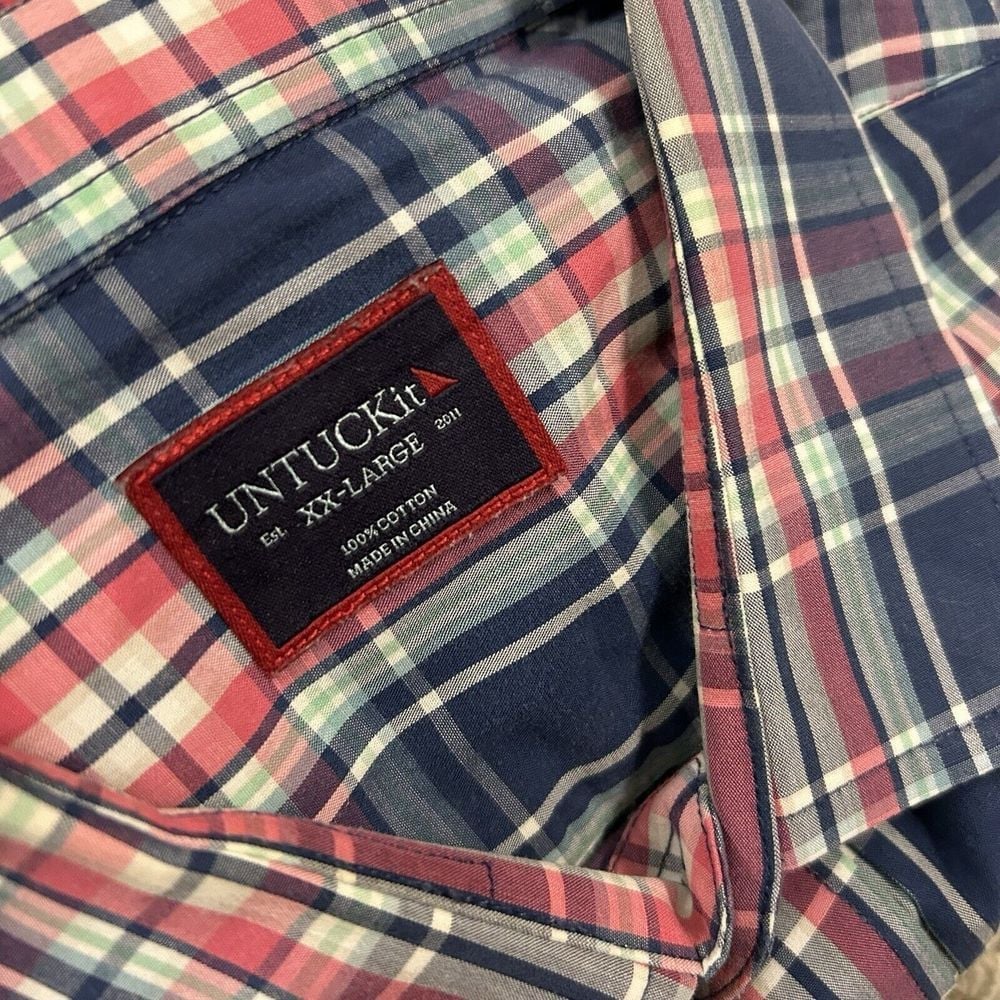 UNTUCKit
Est. XX-LARGE 2011
100% COTTON
MADE IN CHINA